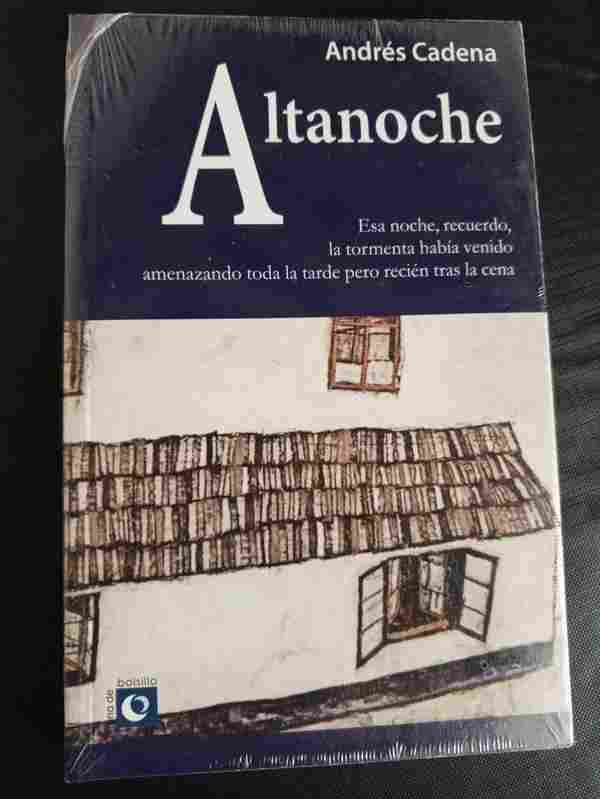 Andrés Cadena
Altanoche
Esa noche, recuerdo,
la tormenta había venido
amenazando toda la tarde pero recién tras la cena
bolsillo
de